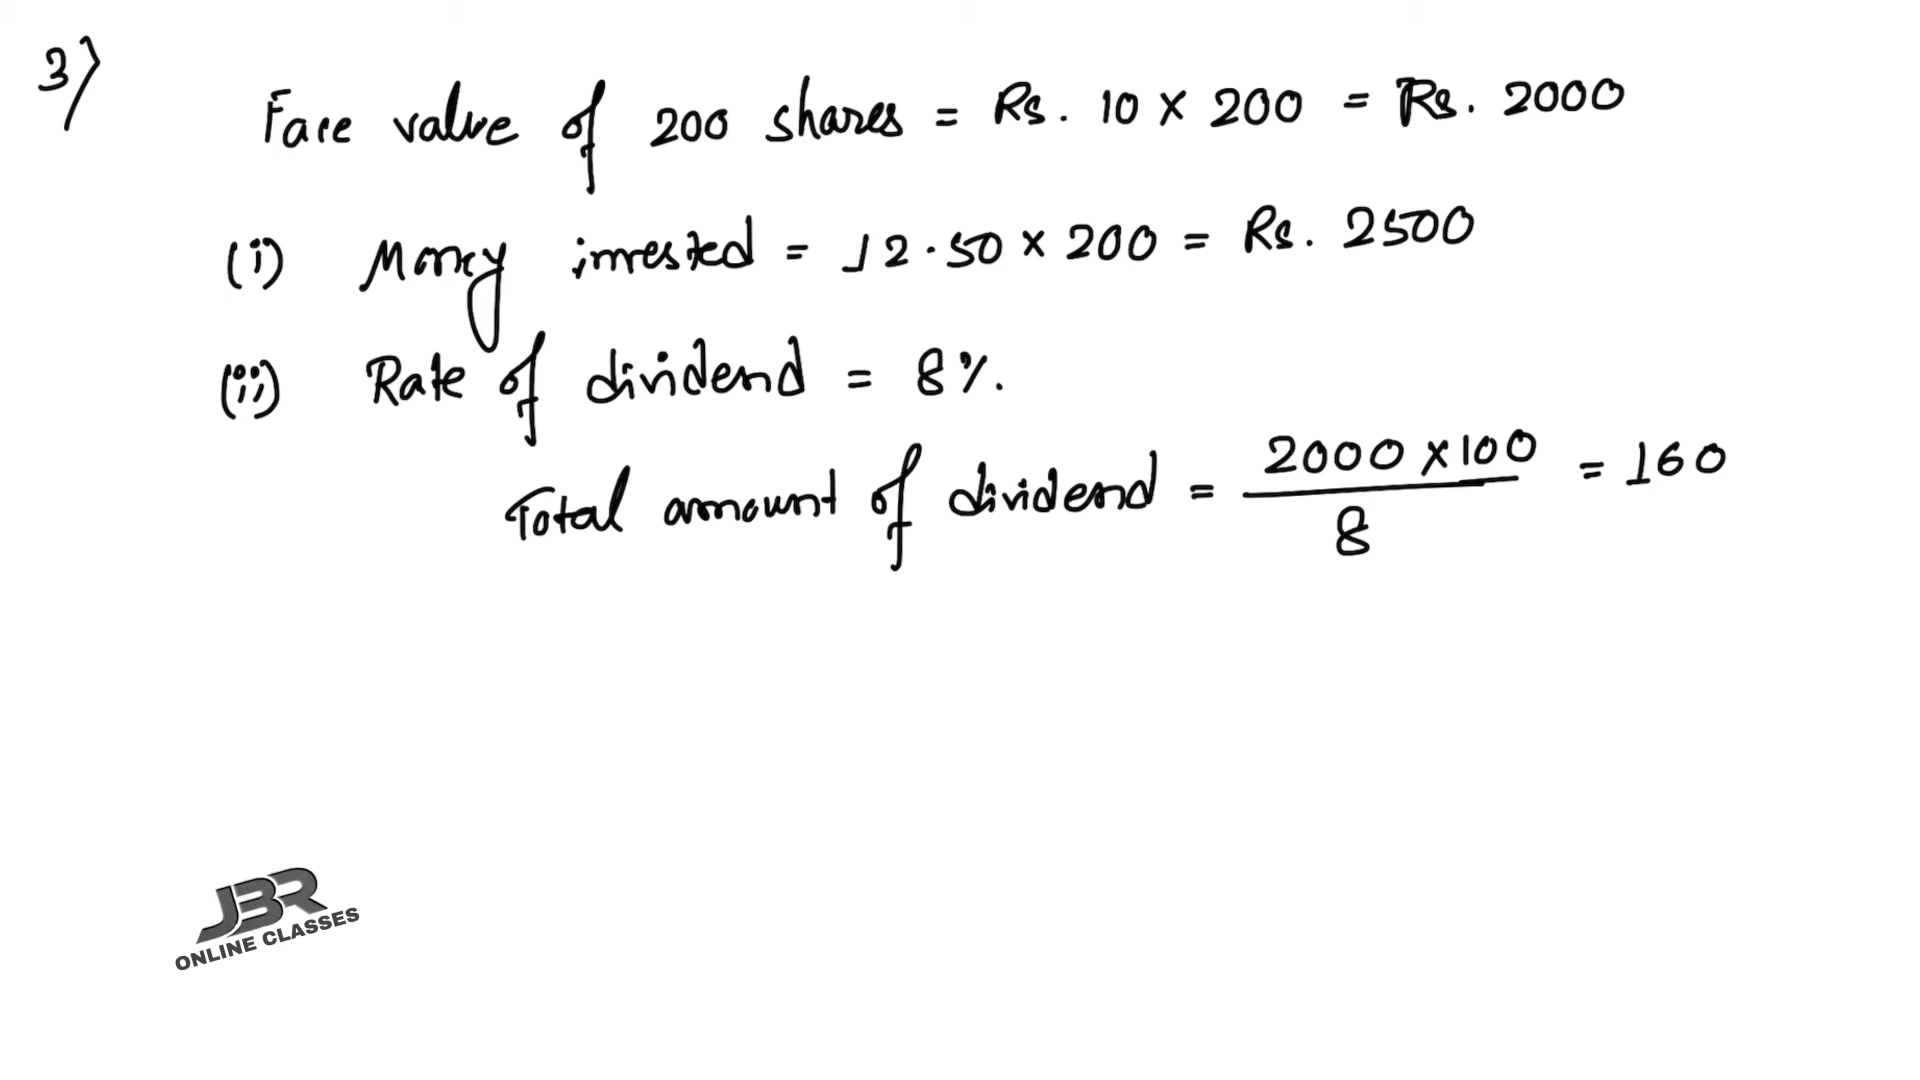 3)
Face value of 200 shares = Rs. 10 × 200 = Rs. 2000
(i) Money invested = 12.50 × 200 = Rs. 2500
(ii) Rate of dividend = 8%.
Total amount of dividend = 2000 × 100 / 8 = 160
JBR
ONLINE CLASSES